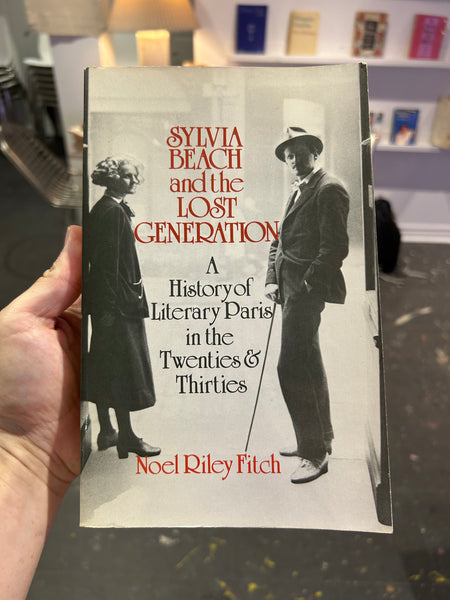 SYLVIA
BEACH
and the
LOST
GENERATION
A
History of
Literary Paris
in the
Twenties &
Thirties
Noel Riley Fitch